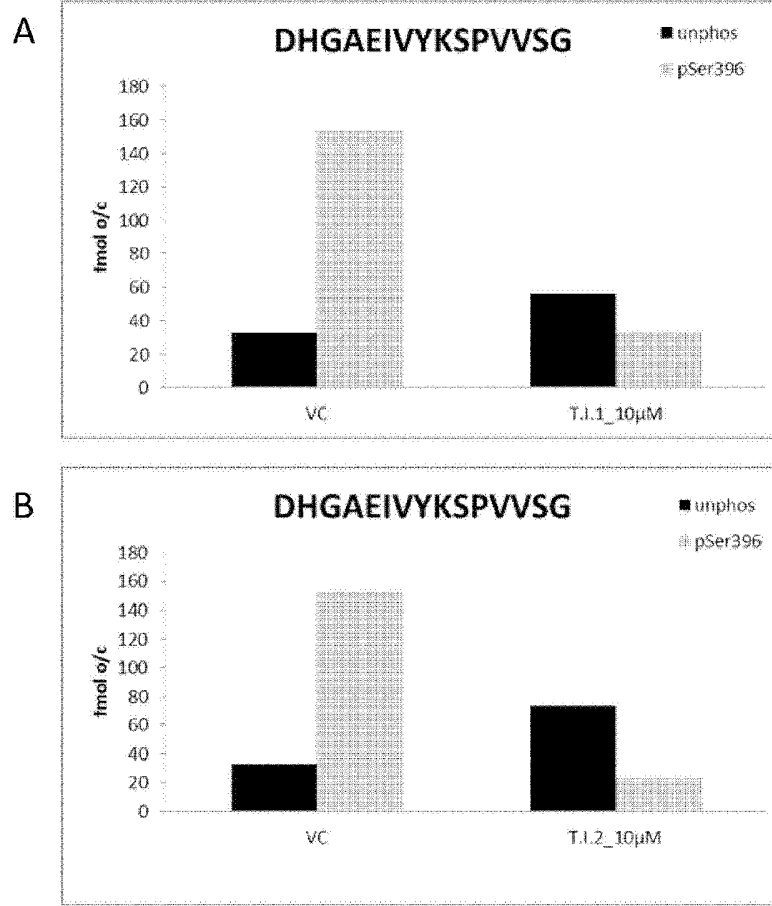 A
DHGAEIVYKSPVVSG
unphos
pSer396
180
160
140
120
100
80
60
40
20
0
fmol o/c
VC
T.I.1_10µM
B
DHGAEIVYKSPVVSG
unphos
pSer396
180
160
140
120
100
80
60
40
20
0
fmol o/c
VC
T.I.2_10µM